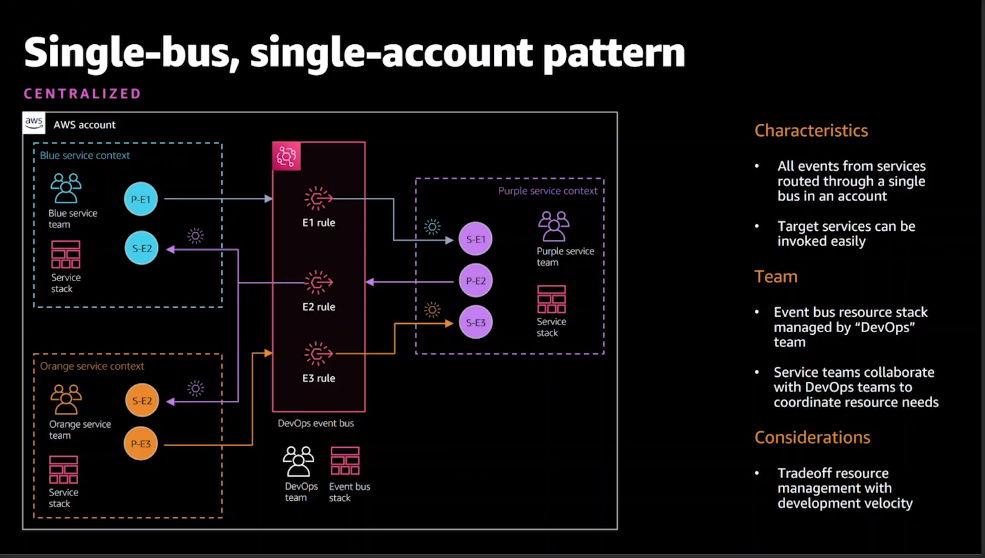 Single-bus, single-account pattern
CENTRALIZED
aws
AWS account
Blue service context
Blue service
team
P-E1
S-E2
Service
stack
Orange service context
Orange service
team
S-E2
P-E3
Service
stack
E1 rule
E2 rule
E3 rule
DevOps event bus
DevOps
team
Event bus
stack
Purple service context
S-E1
P-E2
S-E3
Purple service
team
Service
stack
Characteristics
• All events from services
routed through a single
bus in an account
• Target services can be
invoked easily
Team
• Event bus resource stack
managed by “DevOps”
team
• Service teams collaborate
with DevOps teams to
coordinate resource needs
Considerations
• Tradeoff resource
management with
development velocity